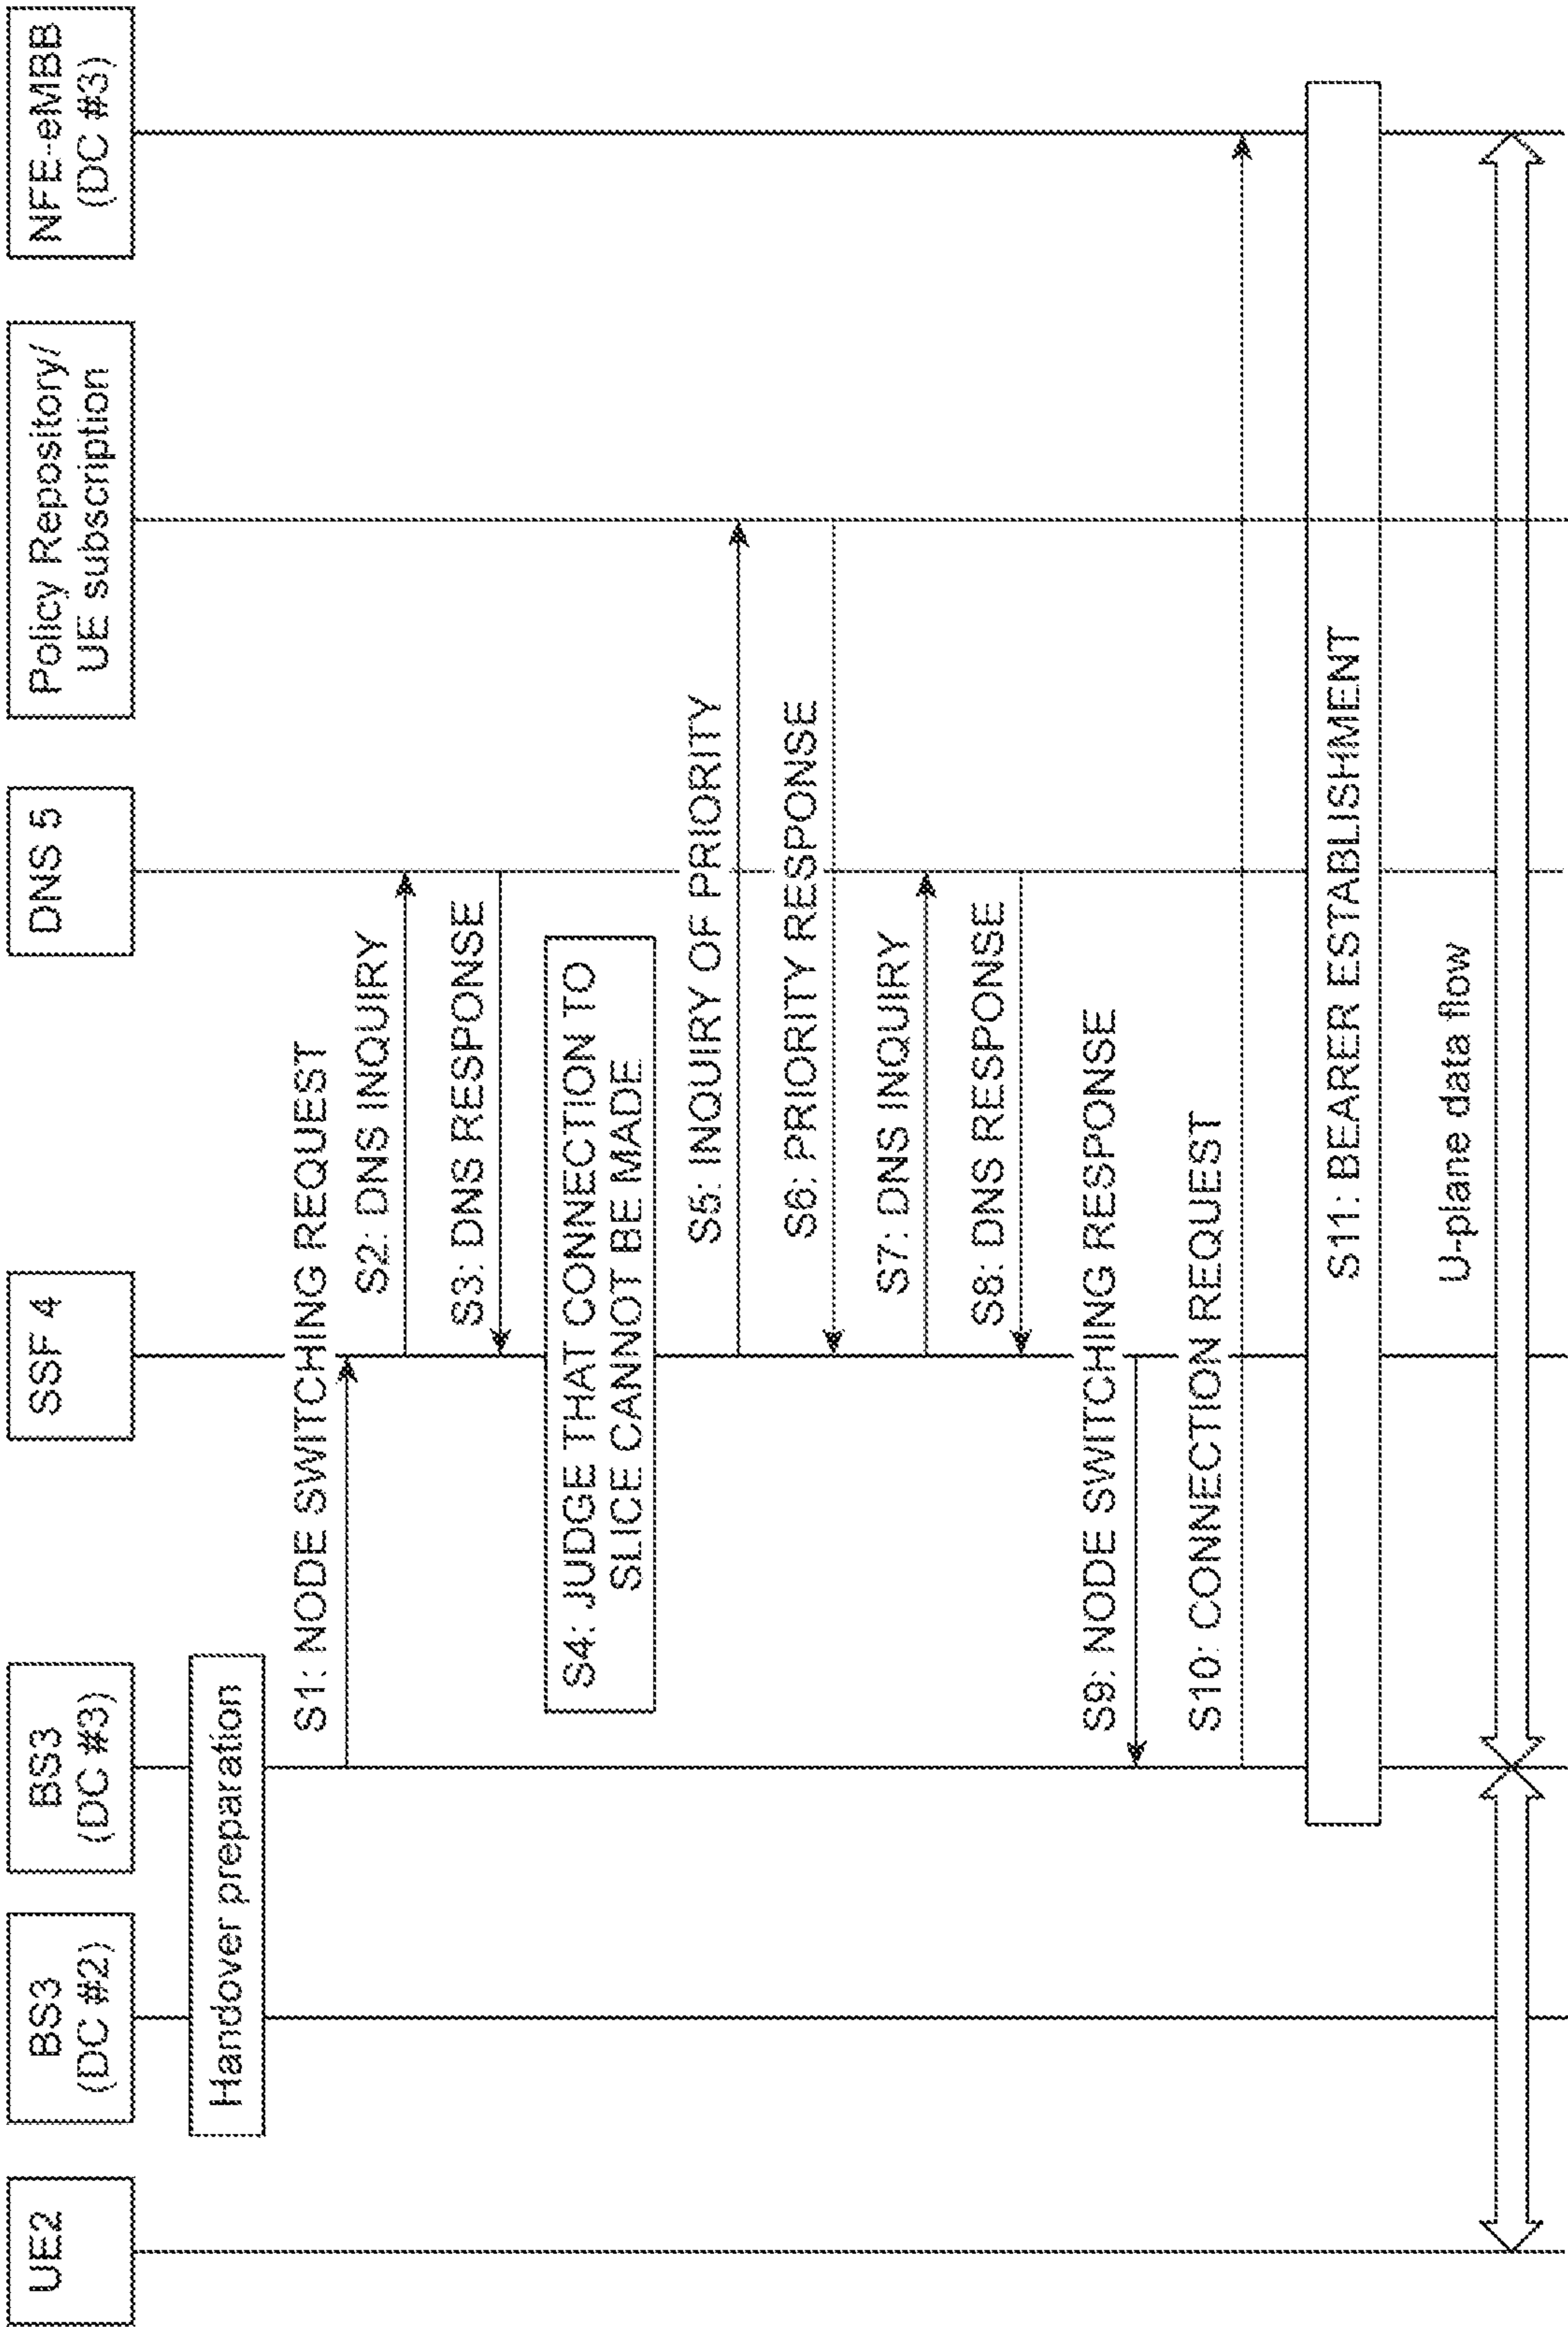 UE2
BS3
(DC #2)
BS3
(DC #3)
SSF 4
DNS 5
Policy Repository/
UE subscription
NFE-eMBB
(DC #3)
Handover preparation
S1: NODE SWITCHING REQUEST
S2: DNS INQUIRY
S3: DNS RESPONSE
S4: JUDGE THAT CONNECTION TO
SLICE CANNOT BE MADE
S5: INQUIRY OF PRIORITY
S6: PRIORITY RESPONSE
S7: DNS INQUIRY
S8: DNS RESPONSE
S9: NODE SWITCHING RESPONSE
S10: CONNECTION REQUEST
S11: BEARER ESTABLISHMENT
U-plane data flow